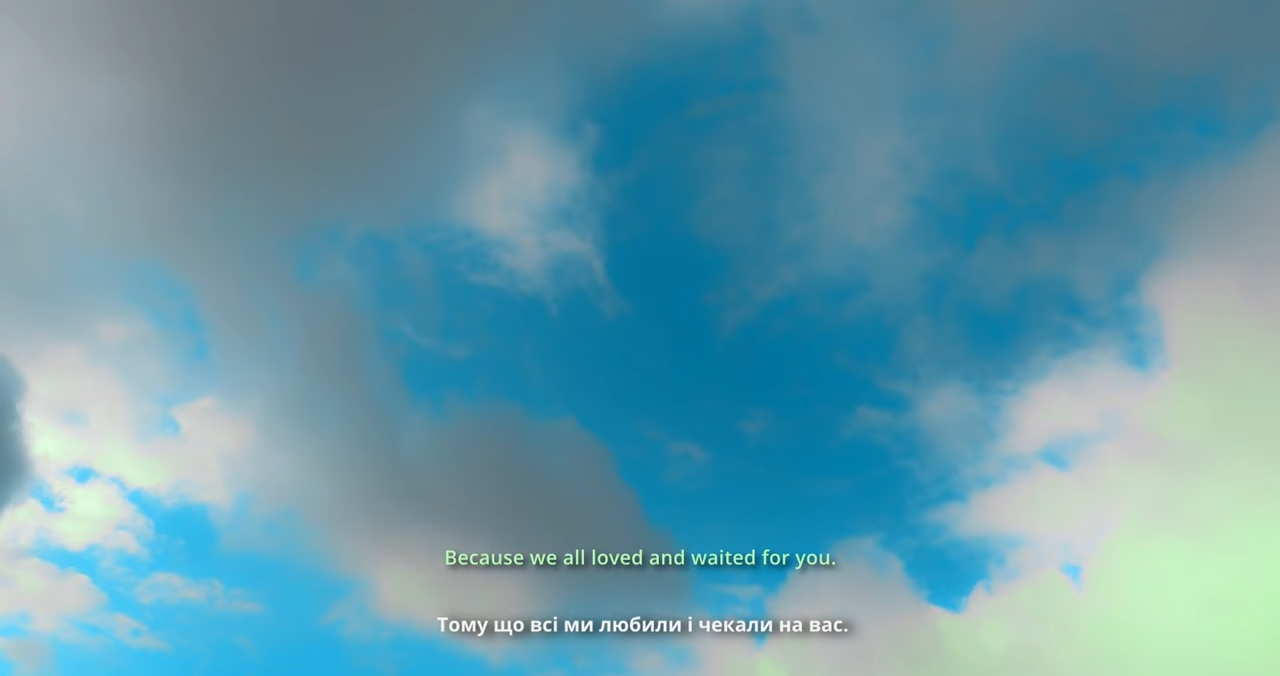 Because we all loved and waited for you.
Тому що всі ми любили і чекали на вас.